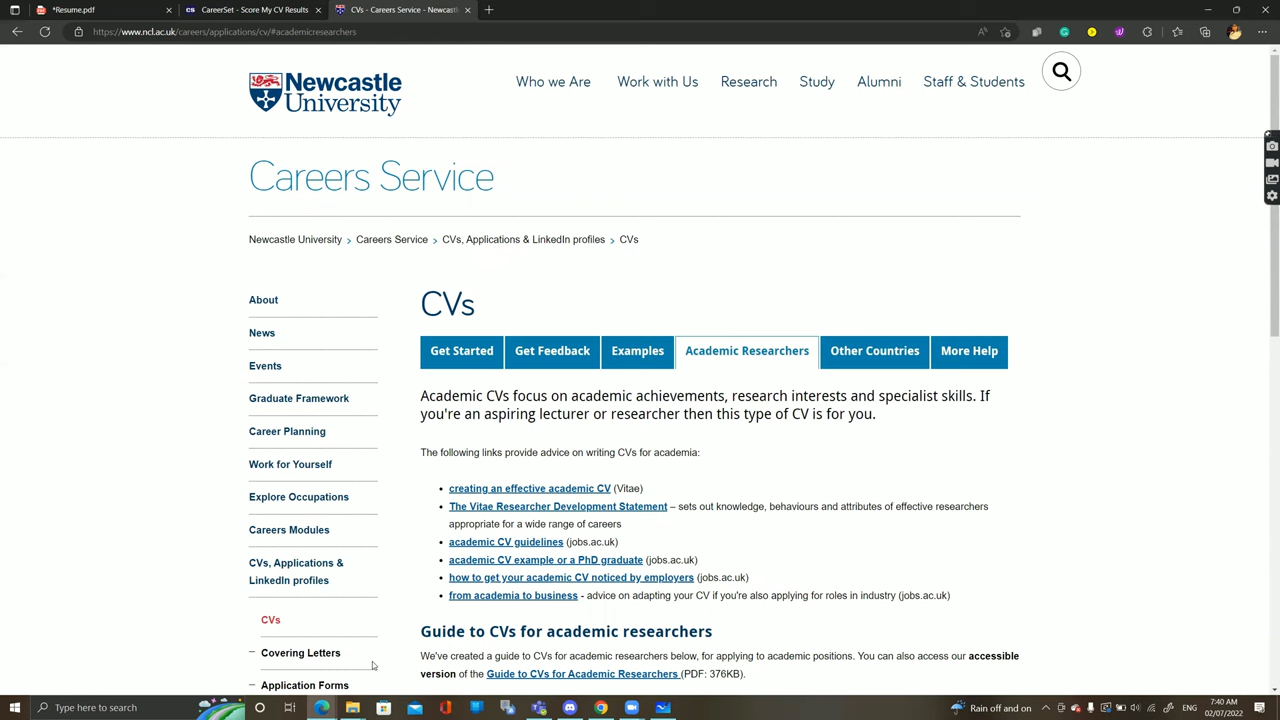 *Resume.pdf
CareerSet - Score My CV Results
CVs - Careers Service - Newcastl
https://www.ncl.ac.uk/careers/applications/cv/#academicresearchers
Newcastle
University
Who we Are
Work with Us
Research
Study
Alumni
Staff & Students
Careers Service
Newcastle University > Careers Service > CVs, Applications & LinkedIn profiles > CVs
About
News
Events
Graduate Framework
Career Planning
Work for Yourself
Explore Occupations
Careers Modules
CVs, Applications &
LinkedIn profiles
CVs
Covering Letters
Application Forms
CVs
Get Started
Get Feedback
Examples
Academic Researchers
Other Countries
More Help
Academic CVs focus on academic achievements, research interests and specialist skills. If
you're an aspiring lecturer or researcher then this type of CV is for you.
The following links provide advice on writing CVs for academia:
• creating an effective academic CV (Vitae)
• The Vitae Researcher Development Statement – sets out knowledge, behaviours and attributes of effective researchers
appropriate for a wide range of careers
• academic CV guidelines (jobs.ac.uk)
• academic CV example or a PhD graduate (jobs.ac.uk)
• how to get your academic CV noticed by employers (jobs.ac.uk)
• from academia to business - advice on adapting your CV if you're also applying for roles in industry (jobs.ac.uk)
Guide to CVs for academic researchers
We've created a guide to CVs for academic researchers below, for applying to academic positions. You can also access our accessible
version of the Guide to CVs for Academic Researchers (PDF: 376KB).
Type here to search
Rain off and on
7:40 AM
02/07/2022